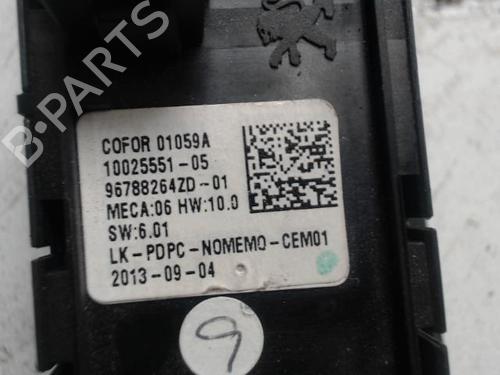 B-PARTS
COFOR 01059A
10025551-05
96788264ZD-01
MECA:06 HW:10.0
SW:6.01
LK-PDPC-NOMEMO-CEM01
2013-09-04
9